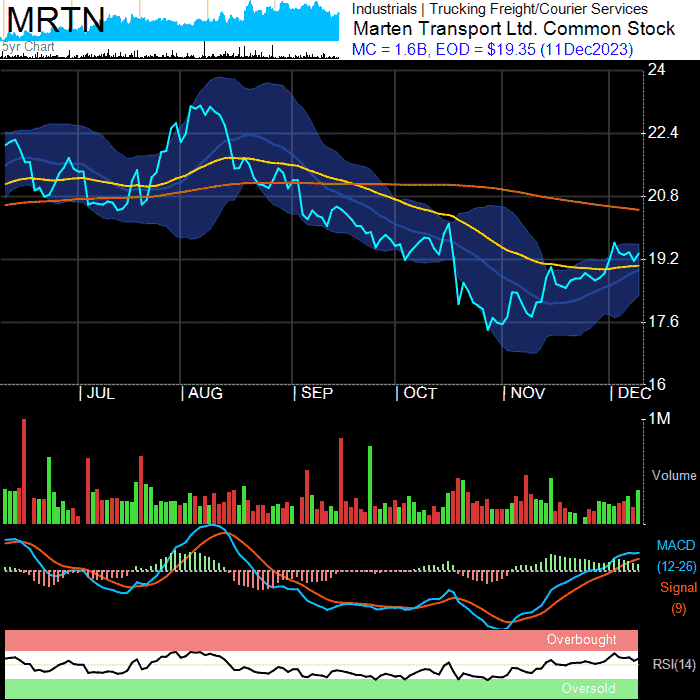 MRTN
5yr Chart
Industrials | Trucking Freight/Courier Services
Marten Transport Ltd. Common Stock
MC = 1.6B, EOD = $19.35 (11Dec2023)
24
22.4
20.8
19.2
17.6
16
JUL
AUG
SEP
OCT
NOV
DEC
1M
Volume
MACD
(12-26)
Signal
(9)
Overbought
RSI(14)
Oversold